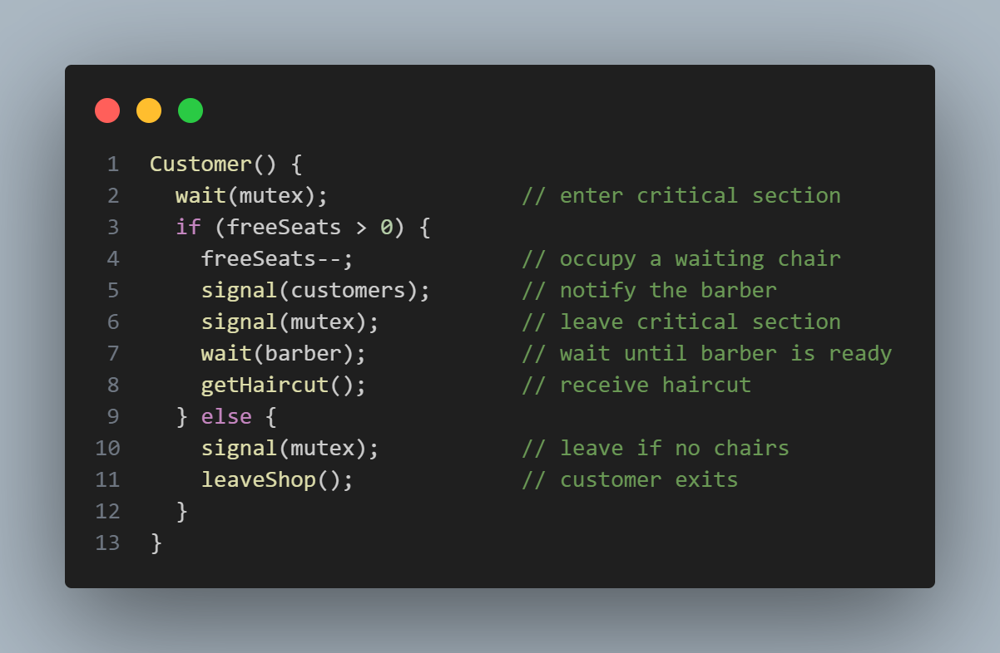 1 Customer() {
2   wait(mutex);               // enter critical section
3   if (freeSeats > 0) {
4     freeSeats--;             // occupy a waiting chair
5     signal(customers);       // notify the barber
6     signal(mutex);           // leave critical section
7     wait(barber);            // wait until barber is ready
8     getHaircut();            // receive haircut
9   } else {
10     signal(mutex);           // leave if no chairs
11     leaveShop();             // customer exits
12   }
13 }